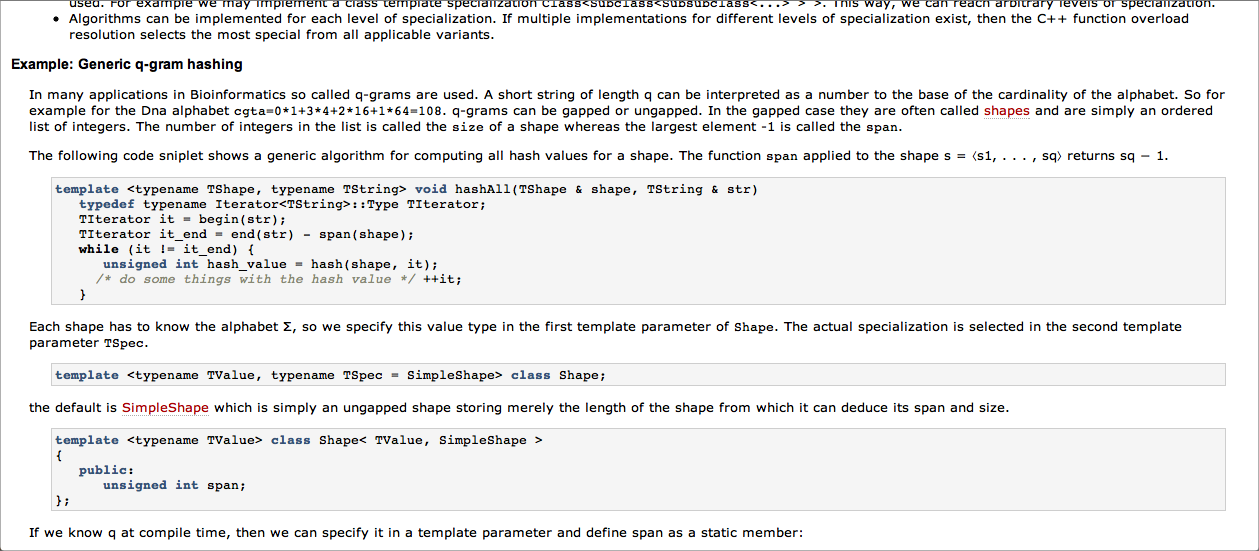 used. For example we may implement a class template specialization Class<Subclass<Subsubclass<...> > >. This way, we can reach arbitrary levels of specialization.
• Algorithms can be implemented for each level of specialization. If multiple implementations for different levels of specialization exist, then the C++ function overload
resolution selects the most special from all applicable variants.
Example: Generic q-gram hashing
In many applications in Bioinformatics so called q-grams are used. A short string of length q can be interpreted as a number to the base of the cardinality of the alphabet. So for
example for the Dna alphabet cgta=0*1+3*4+2*16+1*64=108. q-grams can be gapped or ungapped. In the gapped case they are often called shapes and are simply an ordered
list of integers. The number of integers in the list is called the size of a shape whereas the largest element -1 is called the span.
The following code sniplet shows a generic algorithm for computing all hash values for a shape. The function span applied to the shape s = ⟨s1, . . . , sq⟩ returns sq − 1.
template <typename TShape, typename TString> void hashAll(TShape & shape, TString & str)
typedef typename Iterator<TString>::Type TIterator;
TIterator it = begin(str);
TIterator it_end = end(str) - span(shape);
while (it != it_end) {
unsigned int hash_value = hash(shape, it);
/* do some things with the hash value */ ++it;
}
Each shape has to know the alphabet Σ, so we specify this value type in the first template parameter of Shape. The actual specialization is selected in the second template
parameter TSpec.
template <typename TValue, typename TSpec = SimpleShape> class Shape;
the default is SimpleShape which is simply an ungapped shape storing merely the length of the shape from which it can deduce its span and size.
template <typename TValue> class Shape< TValue, SimpleShape >
{
public:
unsigned int span;
};
If we know q at compile time, then we can specify it in a template parameter and define span as a static member: